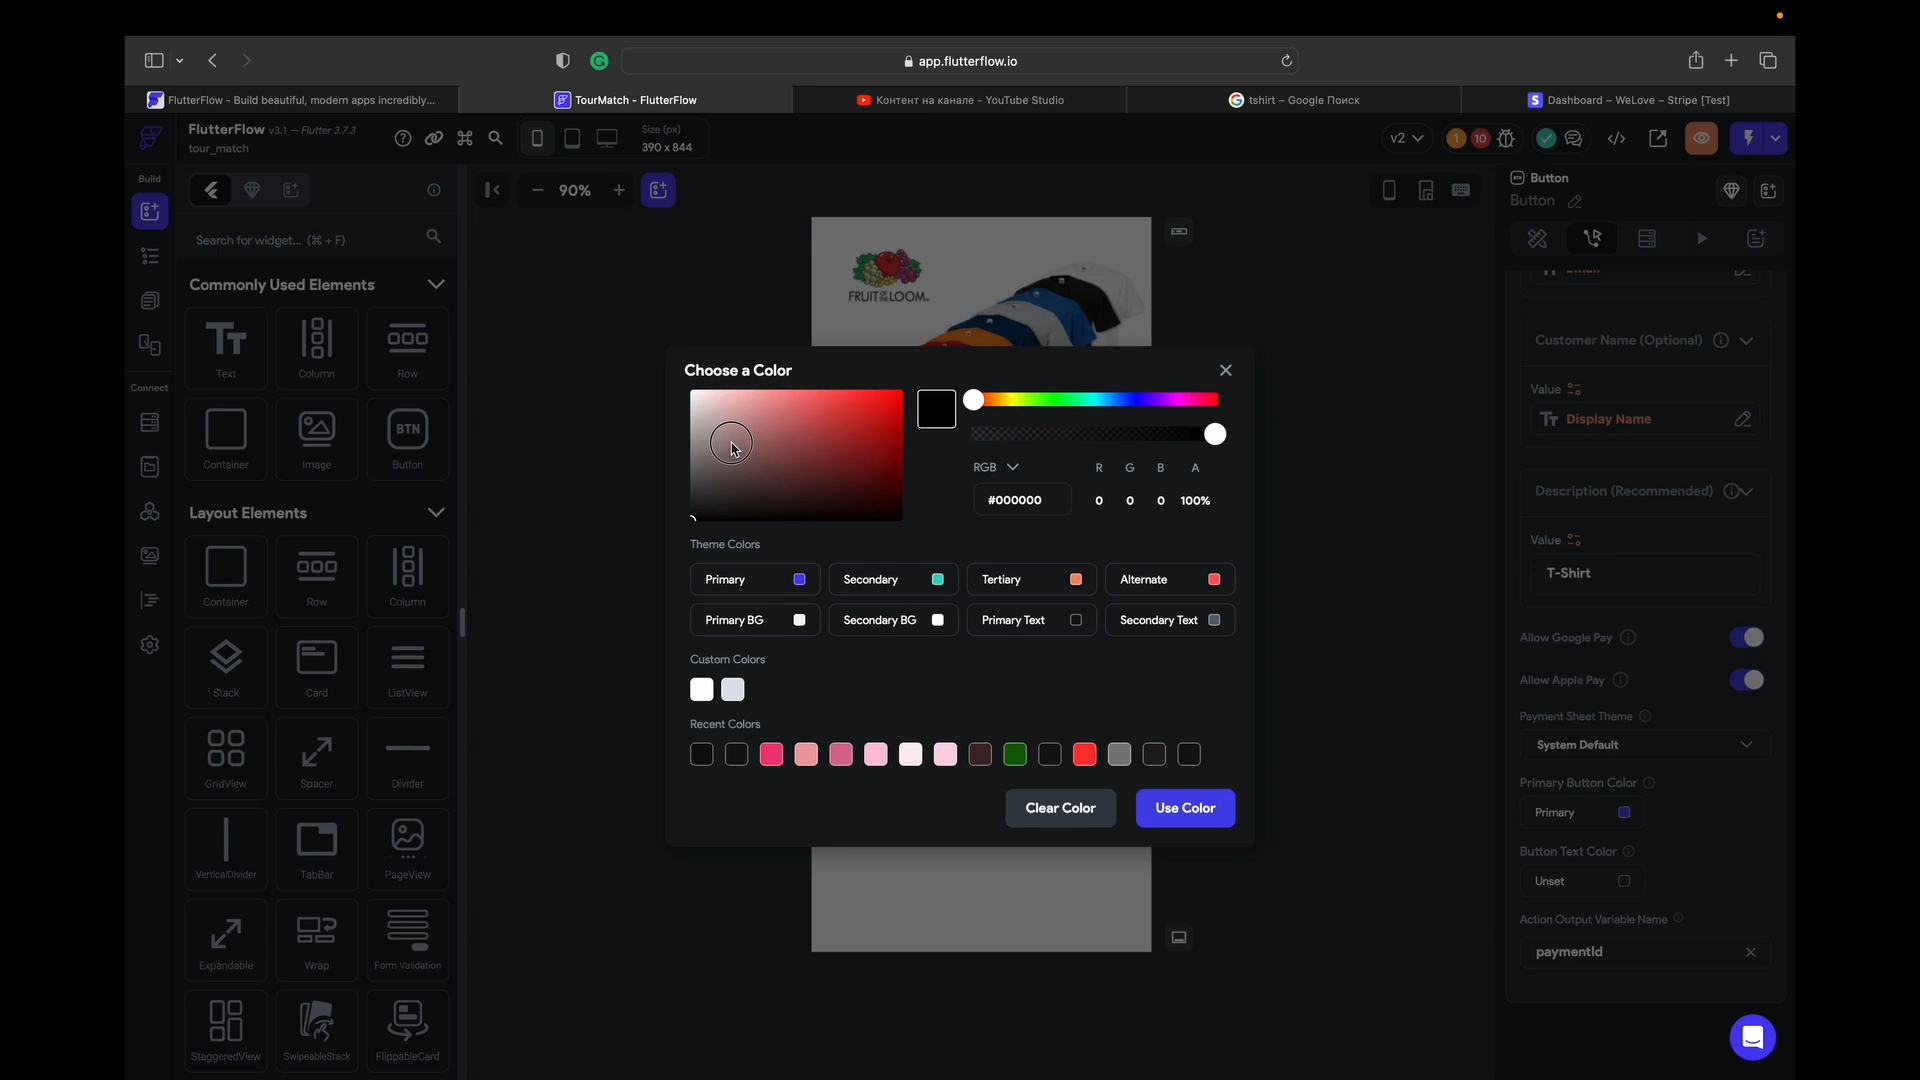 app.flutterflow.io
FlutterFlow - Build beautiful, modern apps incredibly...
TourMatch - FlutterFlow
Контент на канале - YouTube Studio
tshirt – Google Поиск
Dashboard – WeLove – Stripe [Test]
FlutterFlow v3.1 – Flutter 3.7.3
tour_match
Size (px)
390 x 844
v2
1
10
Build
90%
Button
Button
Search for widget... (⌘ + F)
Commonly Used Elements
Text
Column
Row
Connect
Container
Image
BTN
Button
Layout Elements
Container
Row
Column
Stack
Card
ListView
GridView
Spacer
Divider
VerticalDivider
TabBar
PageView
Expandable
Wrap
Form Validation
StaggeredView
SwipeableStack
FlippableCard
FRUIT OF THE LOOM®
Choose a Color
RGB
R
G
B
A
#000000
0
0
0
100%
Theme Colors
Primary
Secondary
Tertiary
Alternate
Primary BG
Secondary BG
Primary Text
Secondary Text
Custom Colors
Recent Colors
Clear Color
Use Color
Email
Customer Name (Optional)
Value
Display Name
Description (Recommended)
Value
T-Shirt
Allow Google Pay
Allow Apple Pay
Payment Sheet Theme
System Default
Primary Button Color
Primary
Button Text Color
Unset
Action Output Variable Name
paymentId